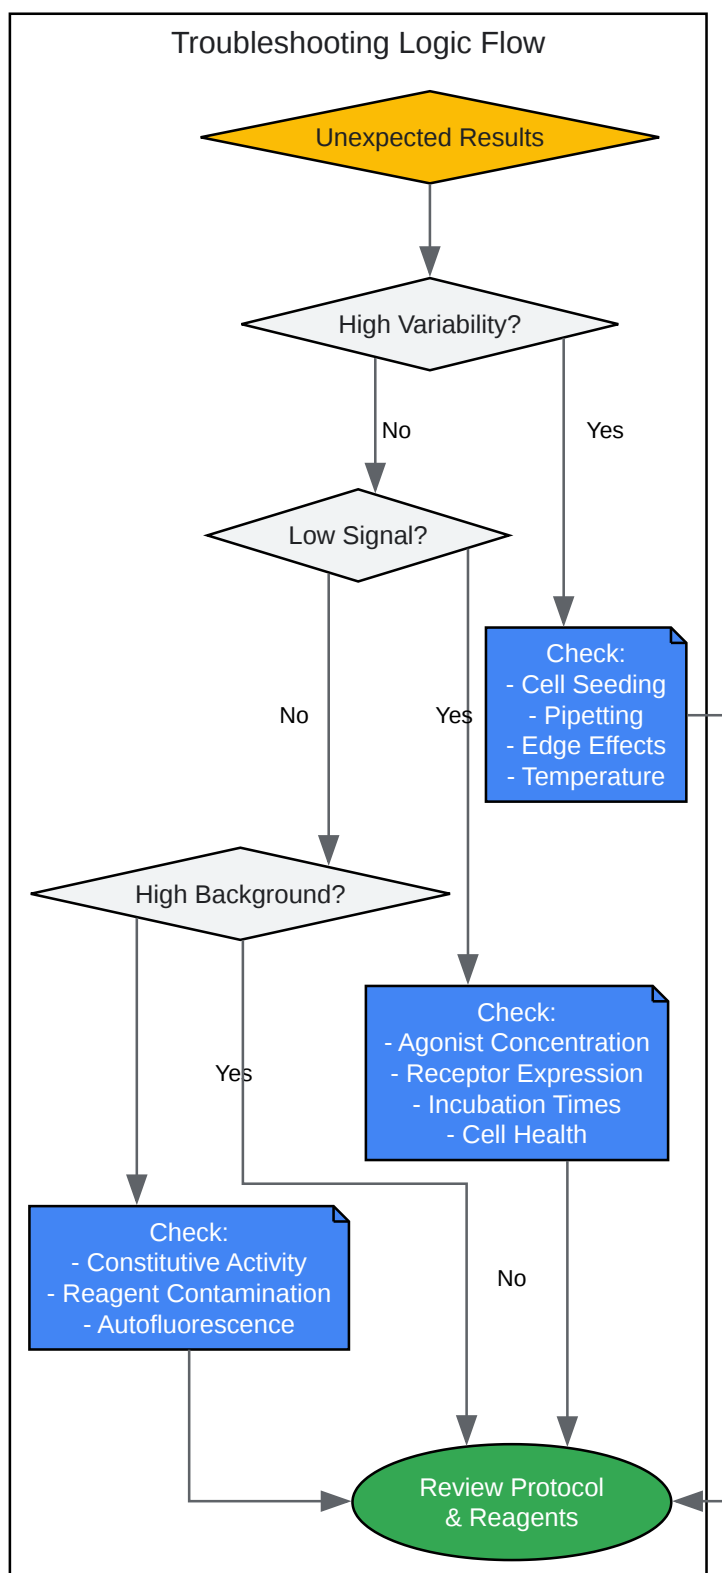 Troubleshooting Logic Flow
Unexpected Results
High Variability?
No
Yes
Low Signal?
Check:
- Cell Seeding
- Pipetting
- Edge Effects
- Temperature
No
Yes
High Background?
Check:
- Agonist Concentration
- Receptor Expression
- Incubation Times
- Cell Health
Yes
Check:
- Constitutive Activity
- Reagent Contamination
- Autofluorescence
No
Review Protocol
& Reagents